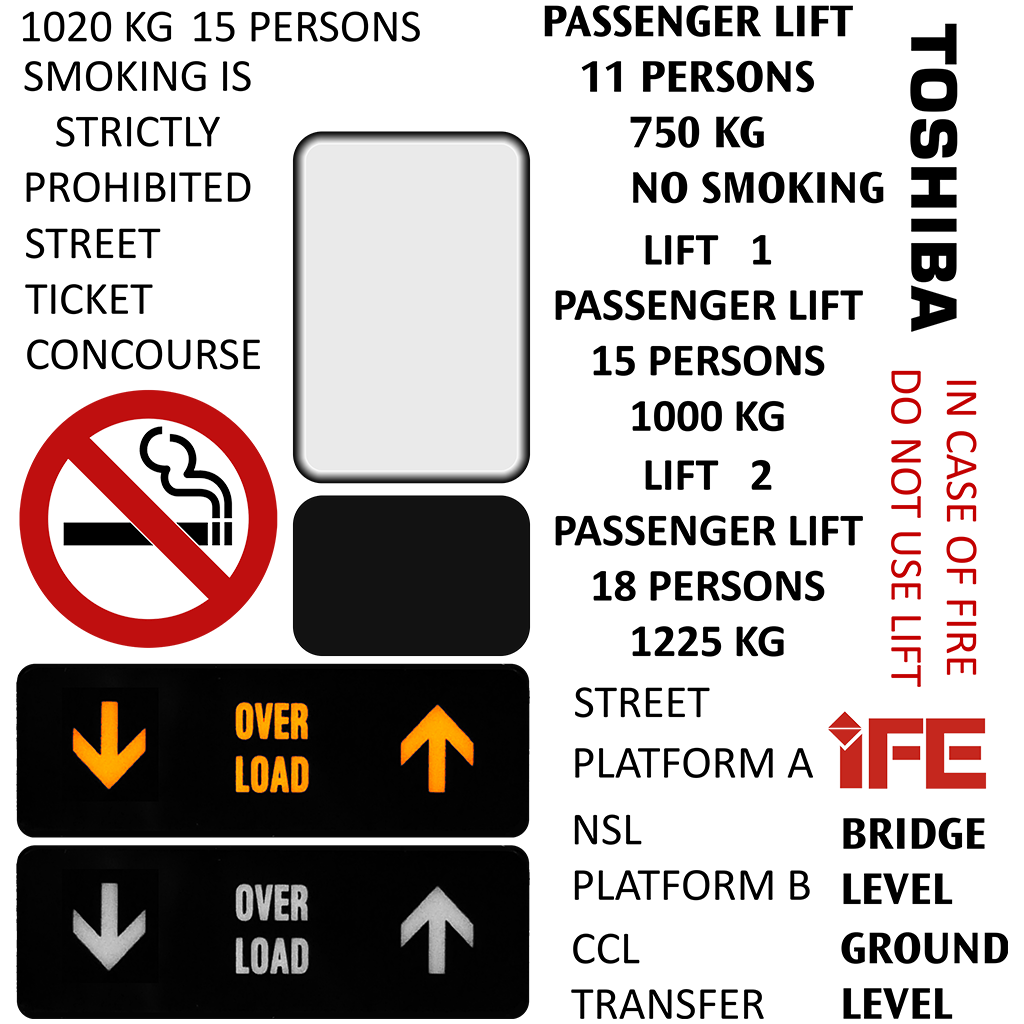 1020 KG 15 PERSONS
SMOKING IS
STRICTLY
PROHIBITED
STREET
TICKET
CONCOURSE
OVER
LOAD
OVER
LOAD
PASSENGER LIFT
11 PERSONS
750 KG
NO SMOKING
LIFT 1
PASSENGER LIFT
15 PERSONS
1000 KG
LIFT 2
PASSENGER LIFT
18 PERSONS
1225 KG
STREET
PLATFORM A
NSL
PLATFORM B
CCL
TRANSFER
TOSHIBA
IN CASE OF FIRE
DO NOT USE LIFT
iFE
BRIDGE
LEVEL
GROUND
LEVEL